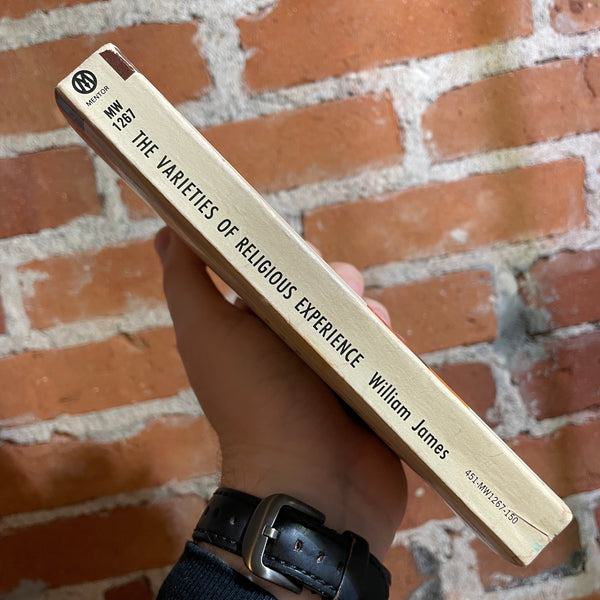 M
MENTOR
MW
1267
THE VARIETIES OF RELIGIOUS EXPERIENCE William James
451-MW1267-150